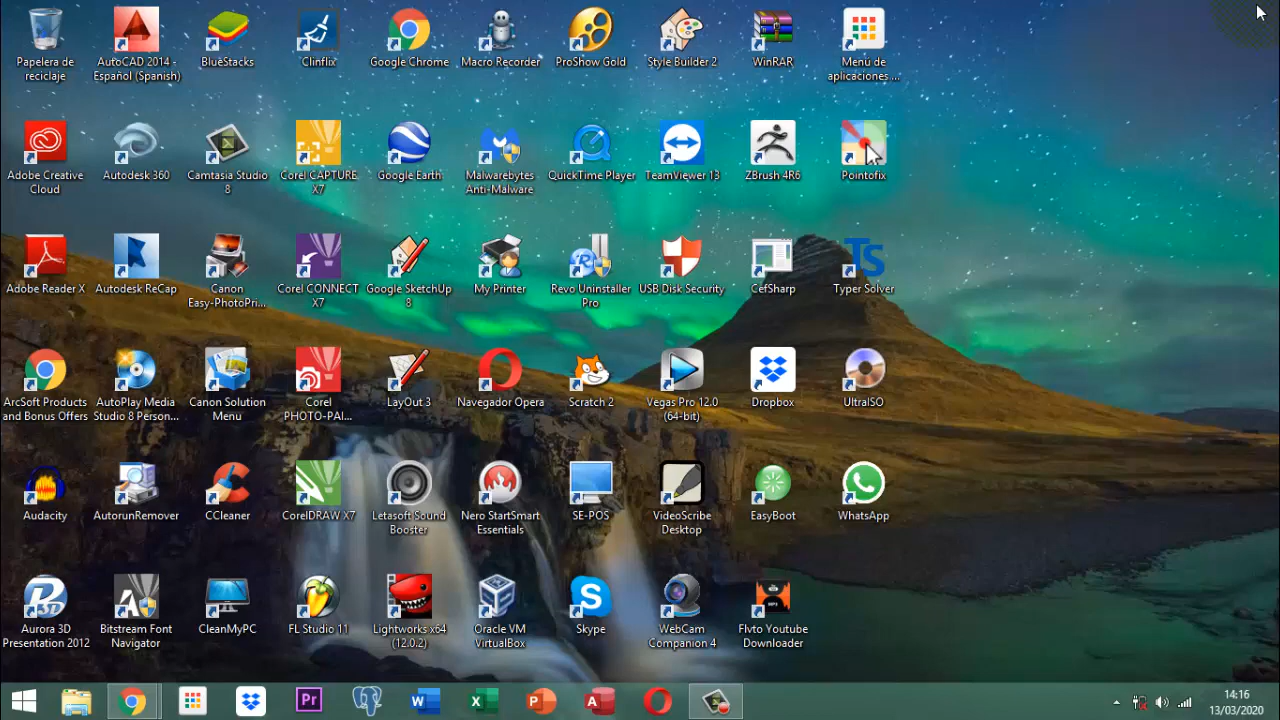 Papelera de
reciclaje
AutoCAD 2014 -
Español (Spanish)
BlueStacks
Clinflix
Google Chrome
Macro Recorder
ProShow Gold
Style Builder 2
WinRAR
Menú de
aplicaciones ...
Adobe Creative
Cloud
Autodesk 360
Camtasia Studio
8
Corel CAPTURE
X7
Google Earth
Malwarebytes
Anti-Malware
QuickTime Player
TeamViewer 13
ZBrush 4R6
Pointofix
Adobe Reader X
Autodesk ReCap
Canon
Easy-PhotoPri...
Corel CONNECT
X7
Google SketchUp
8
My Printer
Revo Uninstaller
Pro
USB Disk Security
CefSharp
Ts
Typer Solver
ArcSoft Products
and Bonus Offers
AutoPlay Media
Studio 8 Person...
Canon Solution
Menu
Corel
PHOTO-PAI...
LayOut 3
Navegador Opera
Scratch 2
Vegas Pro 12.0
(64-bit)
Dropbox
UltraISO
Audacity
AutorunRemover
CCleaner
CorelDRAW X7
Letasoft Sound
Booster
Nero StartSmart
Essentials
SE-POS
VideoScribe
Desktop
EasyBoot
WhatsApp
Aurora 3D
Presentation 2012
Bitstream Font
Navigator
CleanMyPC
FL Studio 11
Lightworks x64
(12.0.2)
Oracle VM
VirtualBox
Skype
WebCam
Companion 4
Flvto Youtube
Downloader
Pr
14:16
13/03/2020